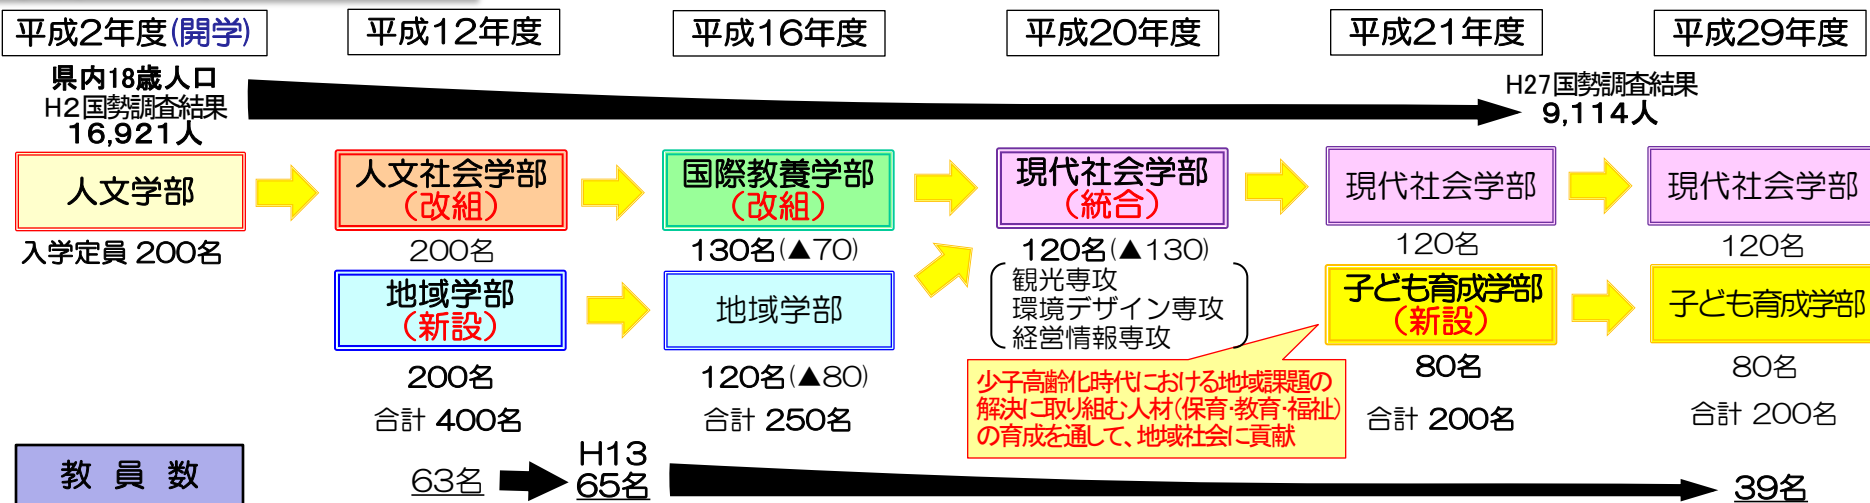 平成2年度(開学)
平成12年度
平成16年度
平成20年度
平成21年度
平成29年度
県内18歳人口
H2国勢調査結果
16,921人
H27国勢調査結果
9,114人
人文学部
入学定員 200名
人文社会学部
(改組)
200名
国際教養学部
(改組)
130名(▲70)
現代社会学部
(統合)
120名(▲130)
観光専攻
環境デザイン専攻
経営情報専攻
現代社会学部
120名
現代社会学部
120名
地域学部
(新設)
200名
合計 400名
地域学部
120名(▲80)
合計 250名
少子高齢化時代における地域課題の
解決に取り組む人材(保育・教育・福祉)
の育成を通して、地域社会に貢献
子ども育成学部
(新設)
80名
合計 200名
子ども育成学部
80名
合計 200名
教員数
63名
H13
65名
39名